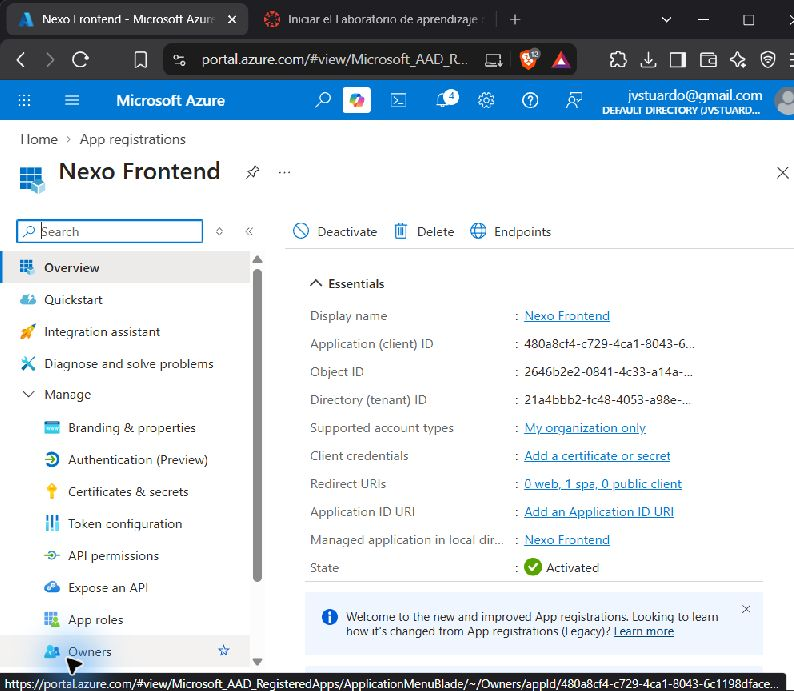 Nexo Frontend - Microsoft Azure
Iniciar el Laboratorio de aprendizaje
portal.azure.com/#view/Microsoft_AAD_R...
12
Microsoft Azure
4
jvstuardo@gmail.com
DEFAULT DIRECTORY (JVSTUARD...
Home > App registrations
Nexo Frontend
...
Search
Deactivate Delete Endpoints
Overview
Quickstart
Integration assistant
Diagnose and solve problems
Manage
Branding & properties
Authentication (Preview)
Certificates & secrets
Token configuration
API permissions
Expose an API
App roles
Owners
Essentials
Display name : Nexo Frontend
Application (client) ID : 480a8cf4-c729-4ca1-8043-6...
Object ID : 2646b2e2-0841-4c33-a14a-...
Directory (tenant) ID : 21a4bbb2-fc48-4053-a98e-...
Supported account types : My organization only
Client credentials : Add a certificate or secret
Redirect URIs : 0 web, 1 spa, 0 public client
Application ID URI : Add an Application ID URI
Managed application in local dir... : Nexo Frontend
State : Activated
Welcome to the new and improved App registrations. Looking to learn
how it's changed from App registrations (Legacy)? Learn more
https://portal.azure.com/#view/Microsoft_AAD_RegisteredApps/ApplicationMenuBlade/~/Owners/appId/480a8cf4-c729-4ca1-8043-6c1198dface...